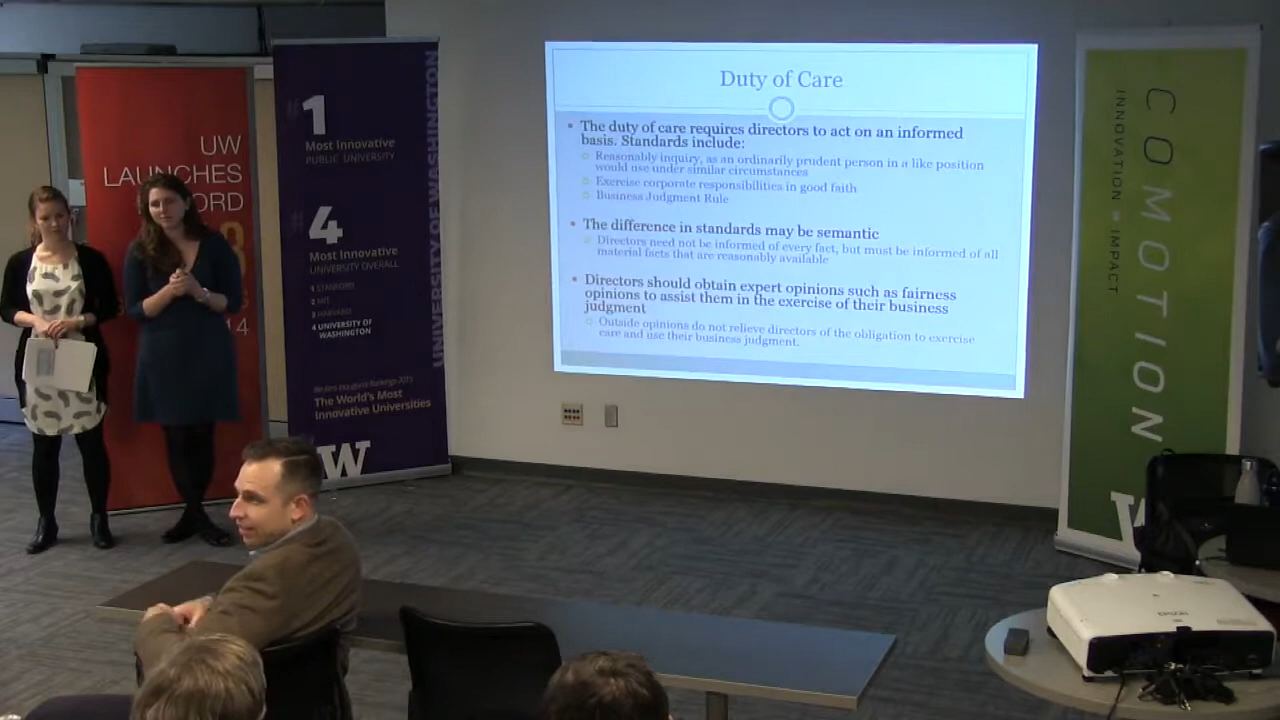 UW
LAUNCHES
14
#1
Most Innovative
PUBLIC UNIVERSITY
#4
Most Innovative
UNIVERSITY OVERALL
1 STANFORD
2 MIT
3 HARVARD
4 UNIVERSITY OF
WASHINGTON
Reuters Inaugural Rankings 2015
The World's Most
Innovative Universities
W
UNIVERSITY OF WASHINGTON
Duty of Care
The duty of care requires directors to act on an informed
basis. Standards include:
Reasonably inquiry, as an ordinarily prudent person in a like position
would use under similar circumstances
Exercise corporate responsibilities in good faith
Business Judgment Rule
The difference in standards may be semantic
Directors need not be informed of every fact, but must be informed of all
material facts that are reasonably available
Directors should obtain expert opinions such as fairness
opinions to assist them in the exercise of their business
judgment
Outside opinions do not relieve directors of the obligation to exercise
care and use their business judgment.
COMOTION
INNOVATION IMPACT
W
EPSON